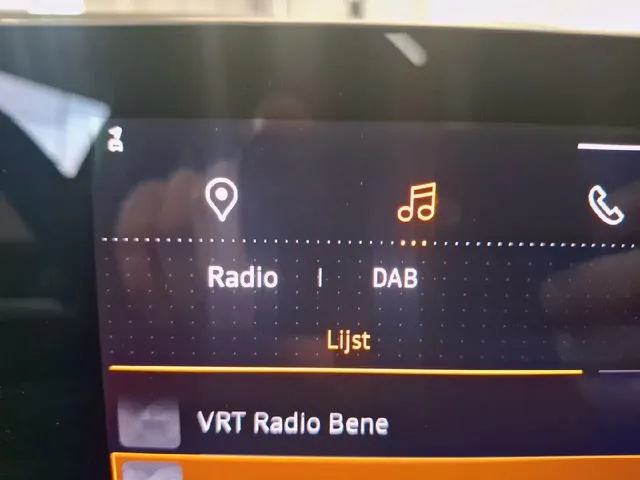 Radio | DAB
Lijst
VRT Radio Bene